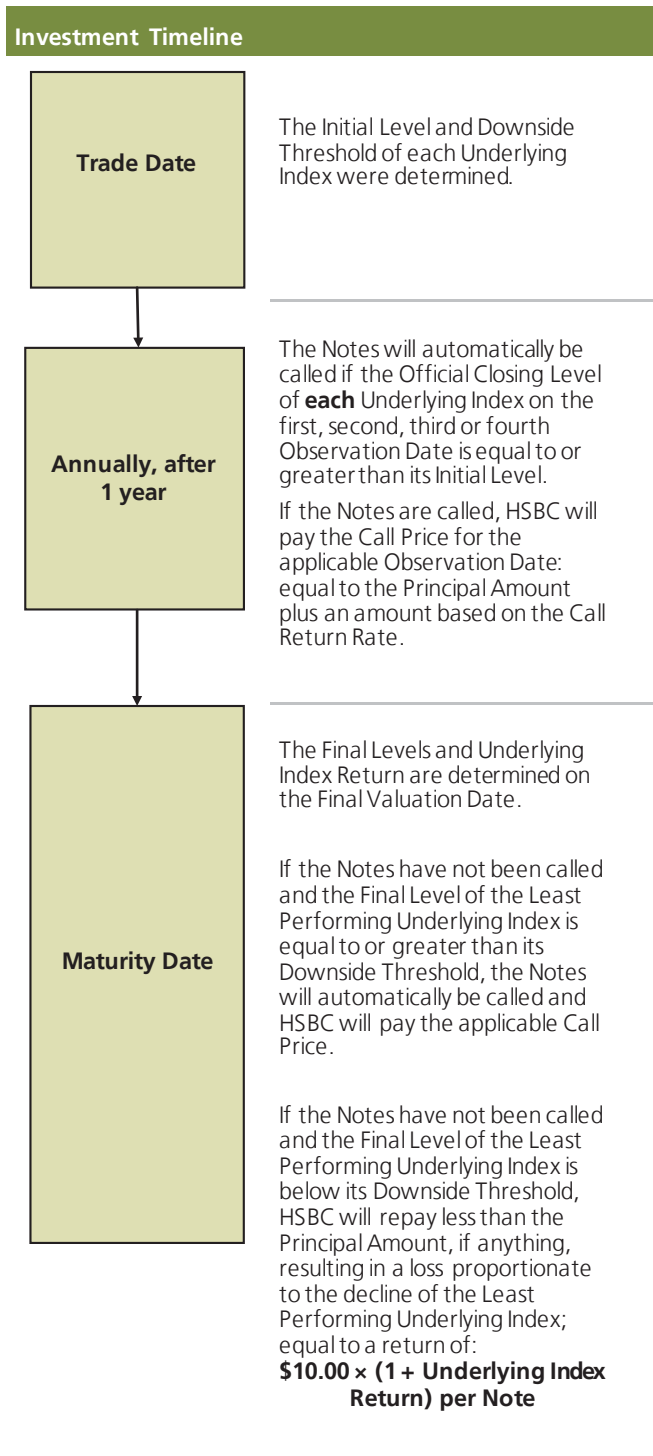 Investment Timeline
Trade Date
The Initial Level and Downside
Threshold of each Underlying
Index were determined.
Annually, after
1 year
The Notes will automatically be
called if the Official Closing Level
of each Underlying Index on the
first, second, third or fourth
Observation Date is equal to or
greater than its Initial Level.
If the Notes are called, HSBC will
pay the Call Price for the
applicable Observation Date:
equal to the Principal Amount
plus an amount based on the Call
Return Rate.
Maturity Date
The Final Levels and Underlying
Index Return are determined on
the Final Valuation Date.
If the Notes have not been called
and the Final Level of the Least
Performing Underlying Index is
equal to or greater than its
Downside Threshold, the Notes
will automatically be called and
HSBC will pay the applicable Call
Price.
If the Notes have not been called
and the Final Level of the Least
Performing Underlying Index is
below its Downside Threshold,
HSBC will repay less than the
Principal Amount, if anything,
resulting in a loss proportionate
to the decline of the Least
Performing Underlying Index;
equal to a return of:
$10.00 × (1 + Underlying Index
Return) per Note